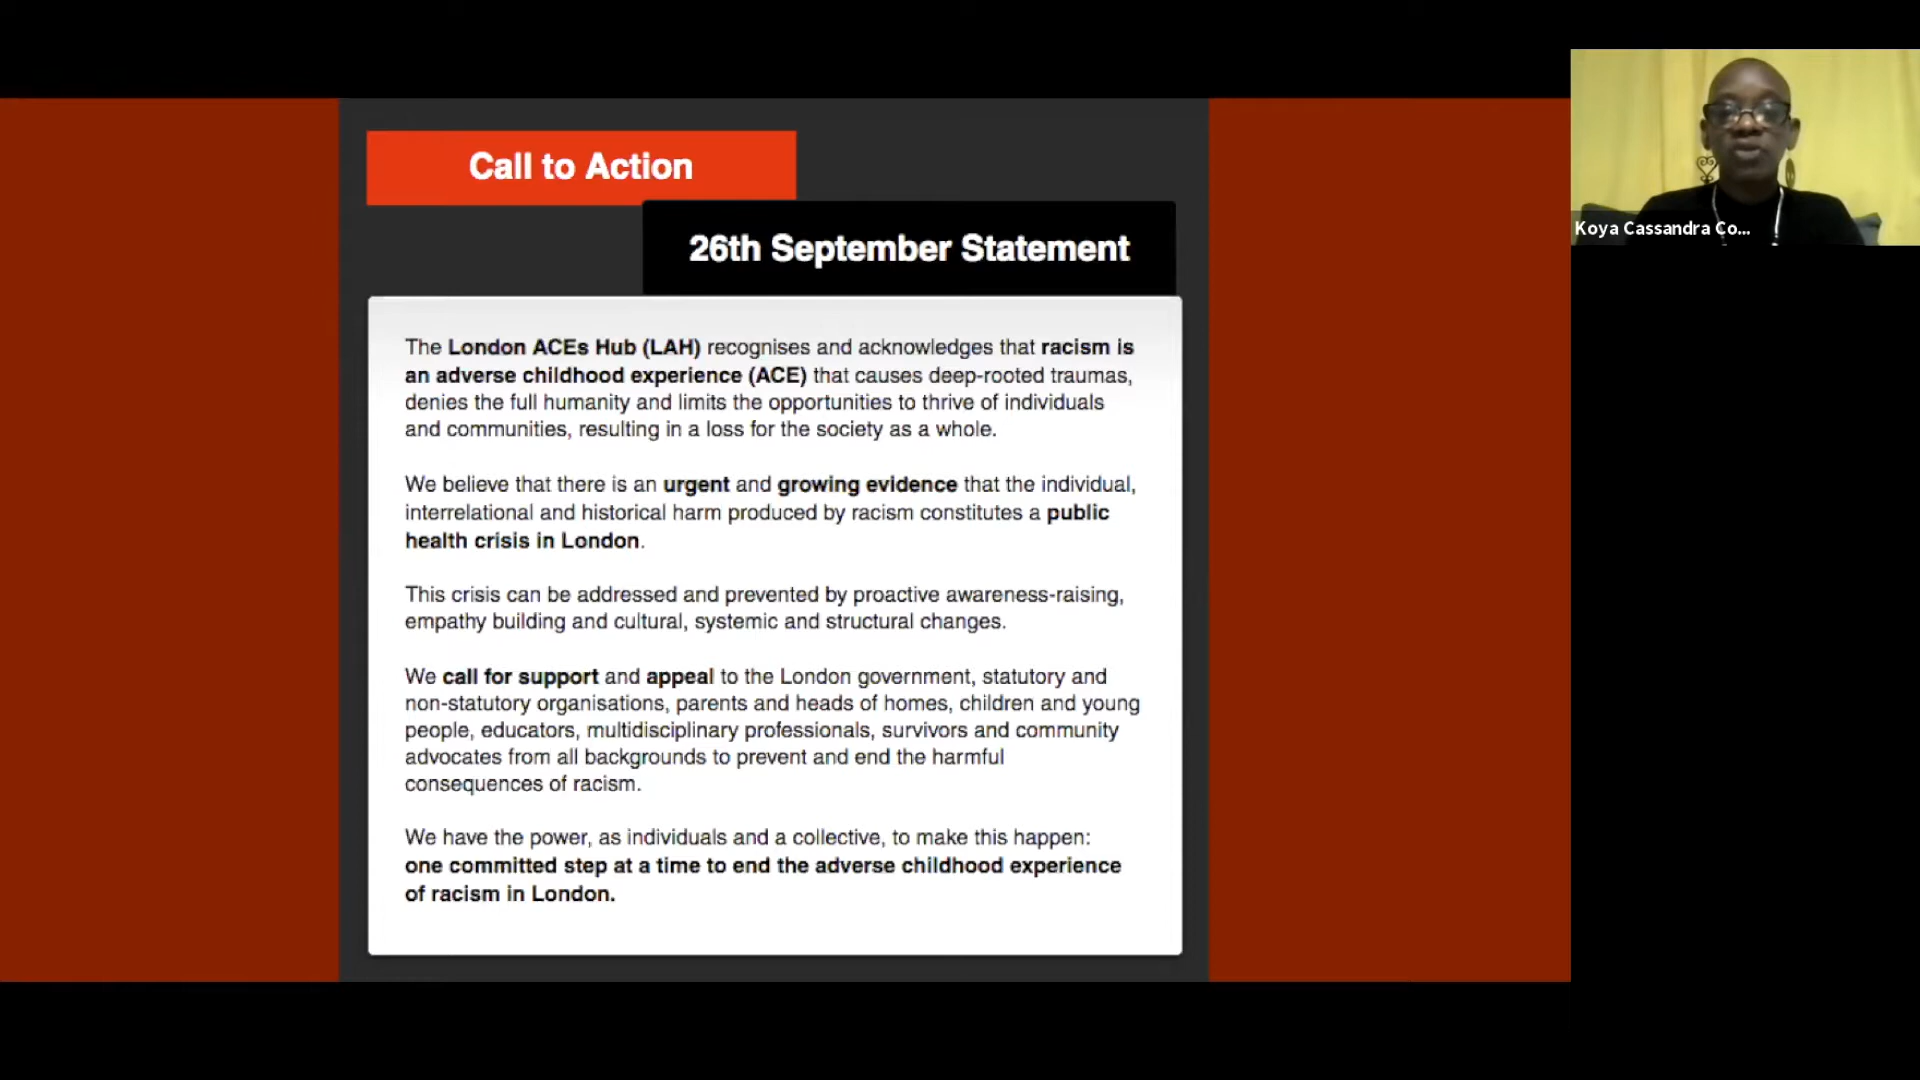 Call to Action
26th September Statement
The London ACEs Hub (LAH) recognises and acknowledges that racism is
an adverse childhood experience (ACE) that causes deep-rooted traumas,
denies the full humanity and limits the opportunities to thrive of individuals
and communities, resulting in a loss for the society as a whole.
We believe that there is an urgent and growing evidence that the individual,
interrelational and historical harm produced by racism constitutes a public
health crisis in London.
This crisis can be addressed and prevented by proactive awareness-raising,
empathy building and cultural, systemic and structural changes.
We call for support and appeal to the London government, statutory and
non-statutory organisations, parents and heads of homes, children and young
people, educators, multidisciplinary professionals, survivors and community
advocates from all backgrounds to prevent and end the harmful
consequences of racism.
We have the power, as individuals and a collective, to make this happen:
one committed step at a time to end the adverse childhood experience
of racism in London.
Koya Cassandra Co...